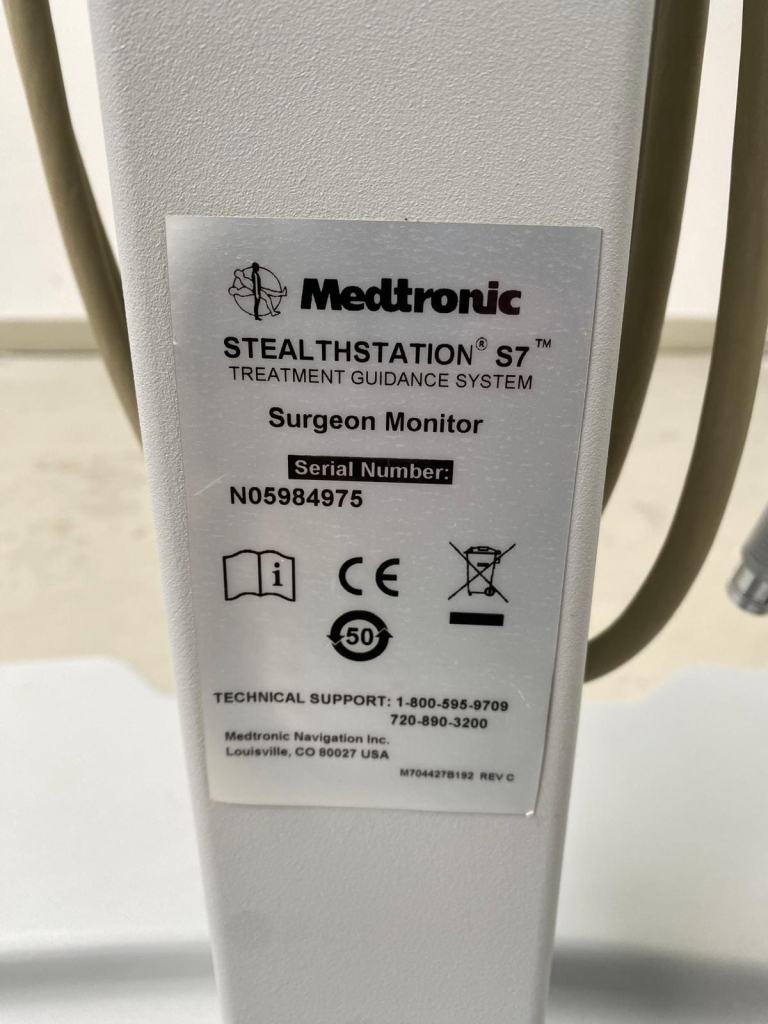 Medtronic
STEALTHSTATION® S7™
TREATMENT GUIDANCE SYSTEM
Surgeon Monitor
Serial Number:
N05984975
i
CE
50
TECHNICAL SUPPORT: 1-800-595-9709
720-890-3200
Medtronic Navigation Inc.
Louisville, CO 80027 USA
M704427B192 REV C